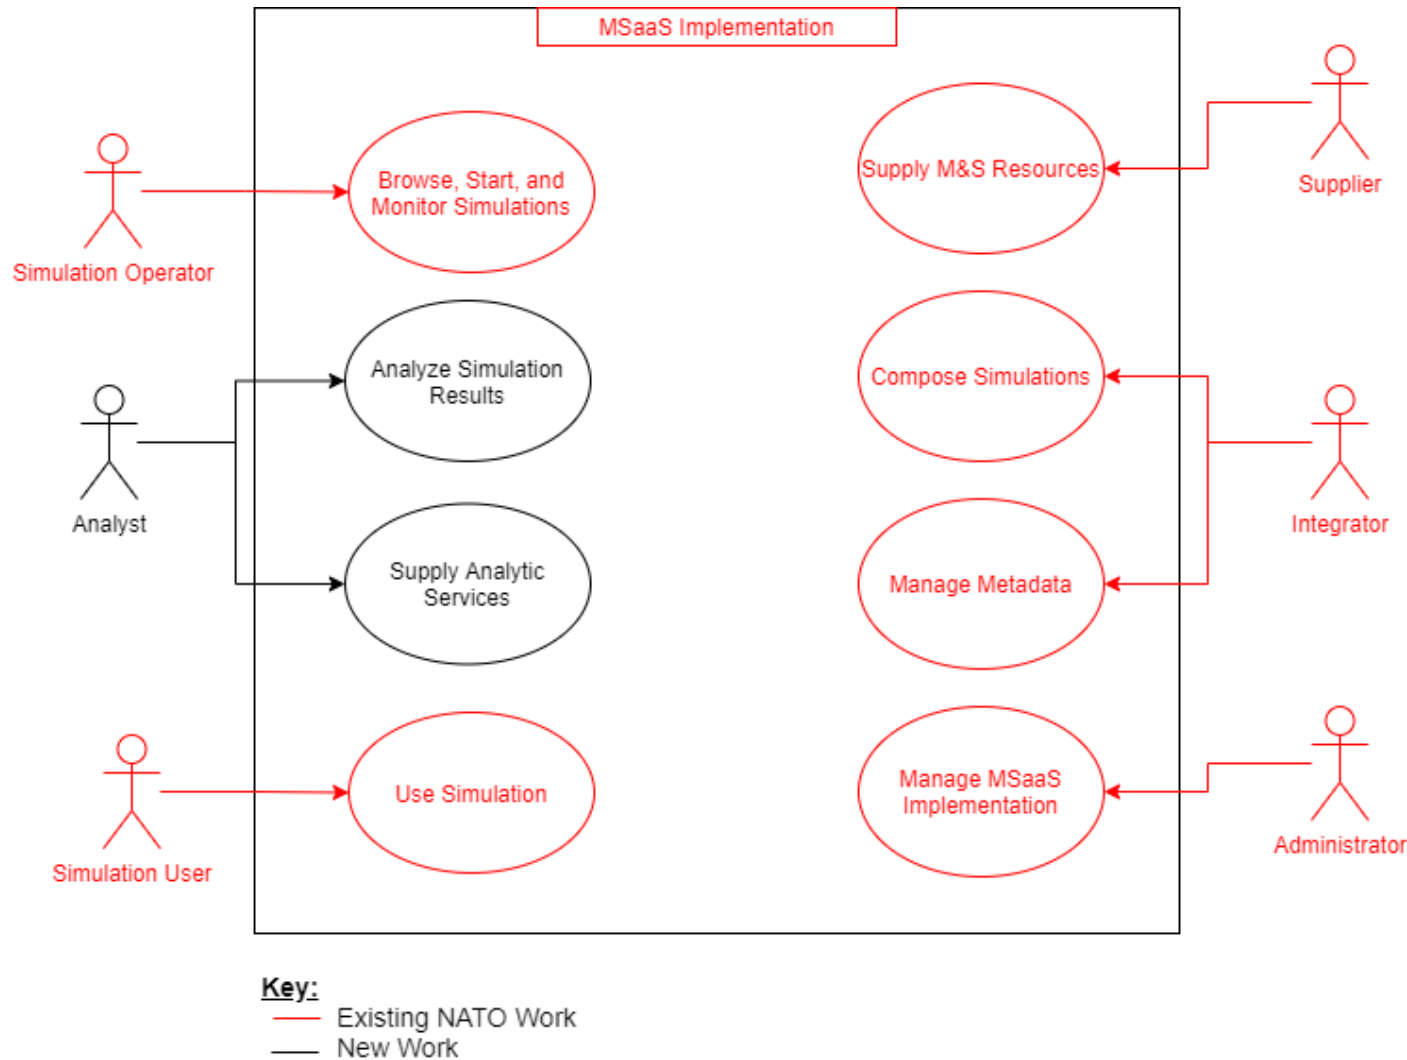 MSaaS Implementation
Browse, Start, and
Monitor Simulations
Supply M&S Resources
Supplier
Simulation Operator
Analyze Simulation
Results
Compose Simulations
Analyst
Integrator
Supply Analytic
Services
Manage Metadata
Use Simulation
Manage MSaaS
Implementation
Simulation User
Administrator
Key:
Existing NATO Work
New Work